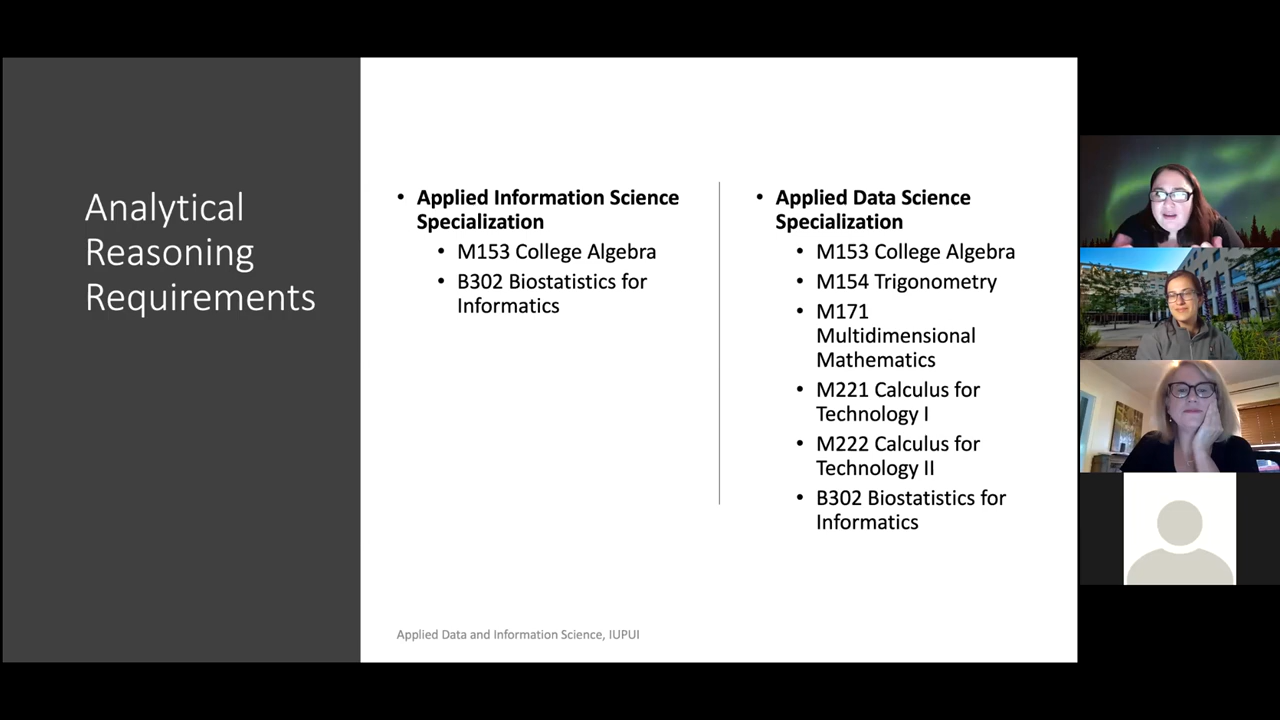 Analytical
Reasoning
Requirements
• Applied Information Science
Specialization
• M153 College Algebra
• B302 Biostatistics for
Informatics
• Applied Data Science
Specialization
• M153 College Algebra
• M154 Trigonometry
• M171
Multidimensional
Mathematics
• M221 Calculus for
Technology I
• M222 Calculus for
Technology II
• B302 Biostatistics for
Informatics
Applied Data and Information Science, IUPUI